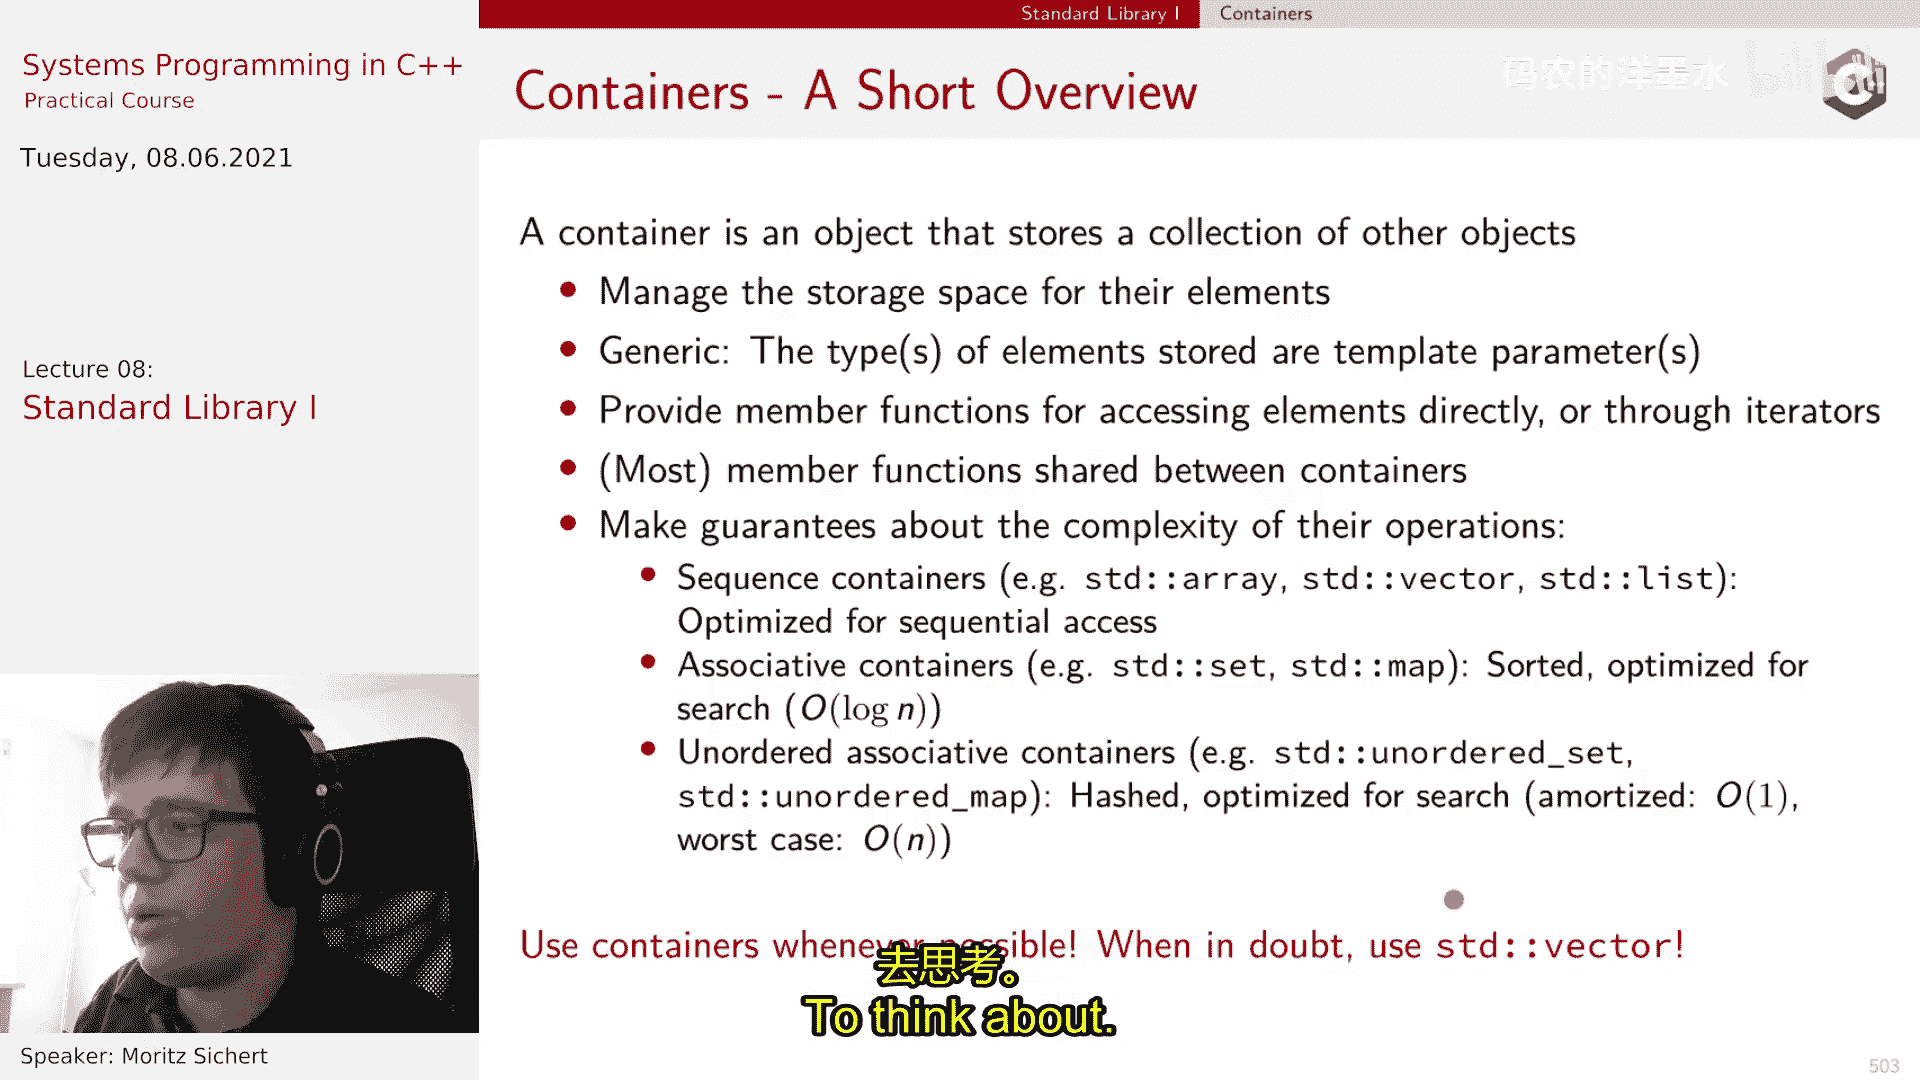 Standard Library I
Containers
Systems Programming in C++
Practical Course
Tuesday, 08.06.2021
Lecture 08:
Standard Library I
Containers - A Short Overview
码农的洋墨水
A container is an object that stores a collection of other objects
• Manage the storage space for their elements
• Generic: The type(s) of elements stored are template parameter(s)
• Provide member functions for accessing elements directly, or through iterators
• (Most) member functions shared between containers
• Make guarantees about the complexity of their operations:
• Sequence containers (e.g. std::array, std::vector, std::list):
Optimized for sequential access
• Associative containers (e.g. std::set, std::map): Sorted, optimized for
search (O(log n))
• Unordered associative containers (e.g. std::unordered_set,
std::unordered_map): Hashed, optimized for search (amortized: O(1),
worst case: O(n))
Use containers whenever possible! When in doubt, use std::vector!
去思考。
To think about.
Speaker: Moritz Sichert
503